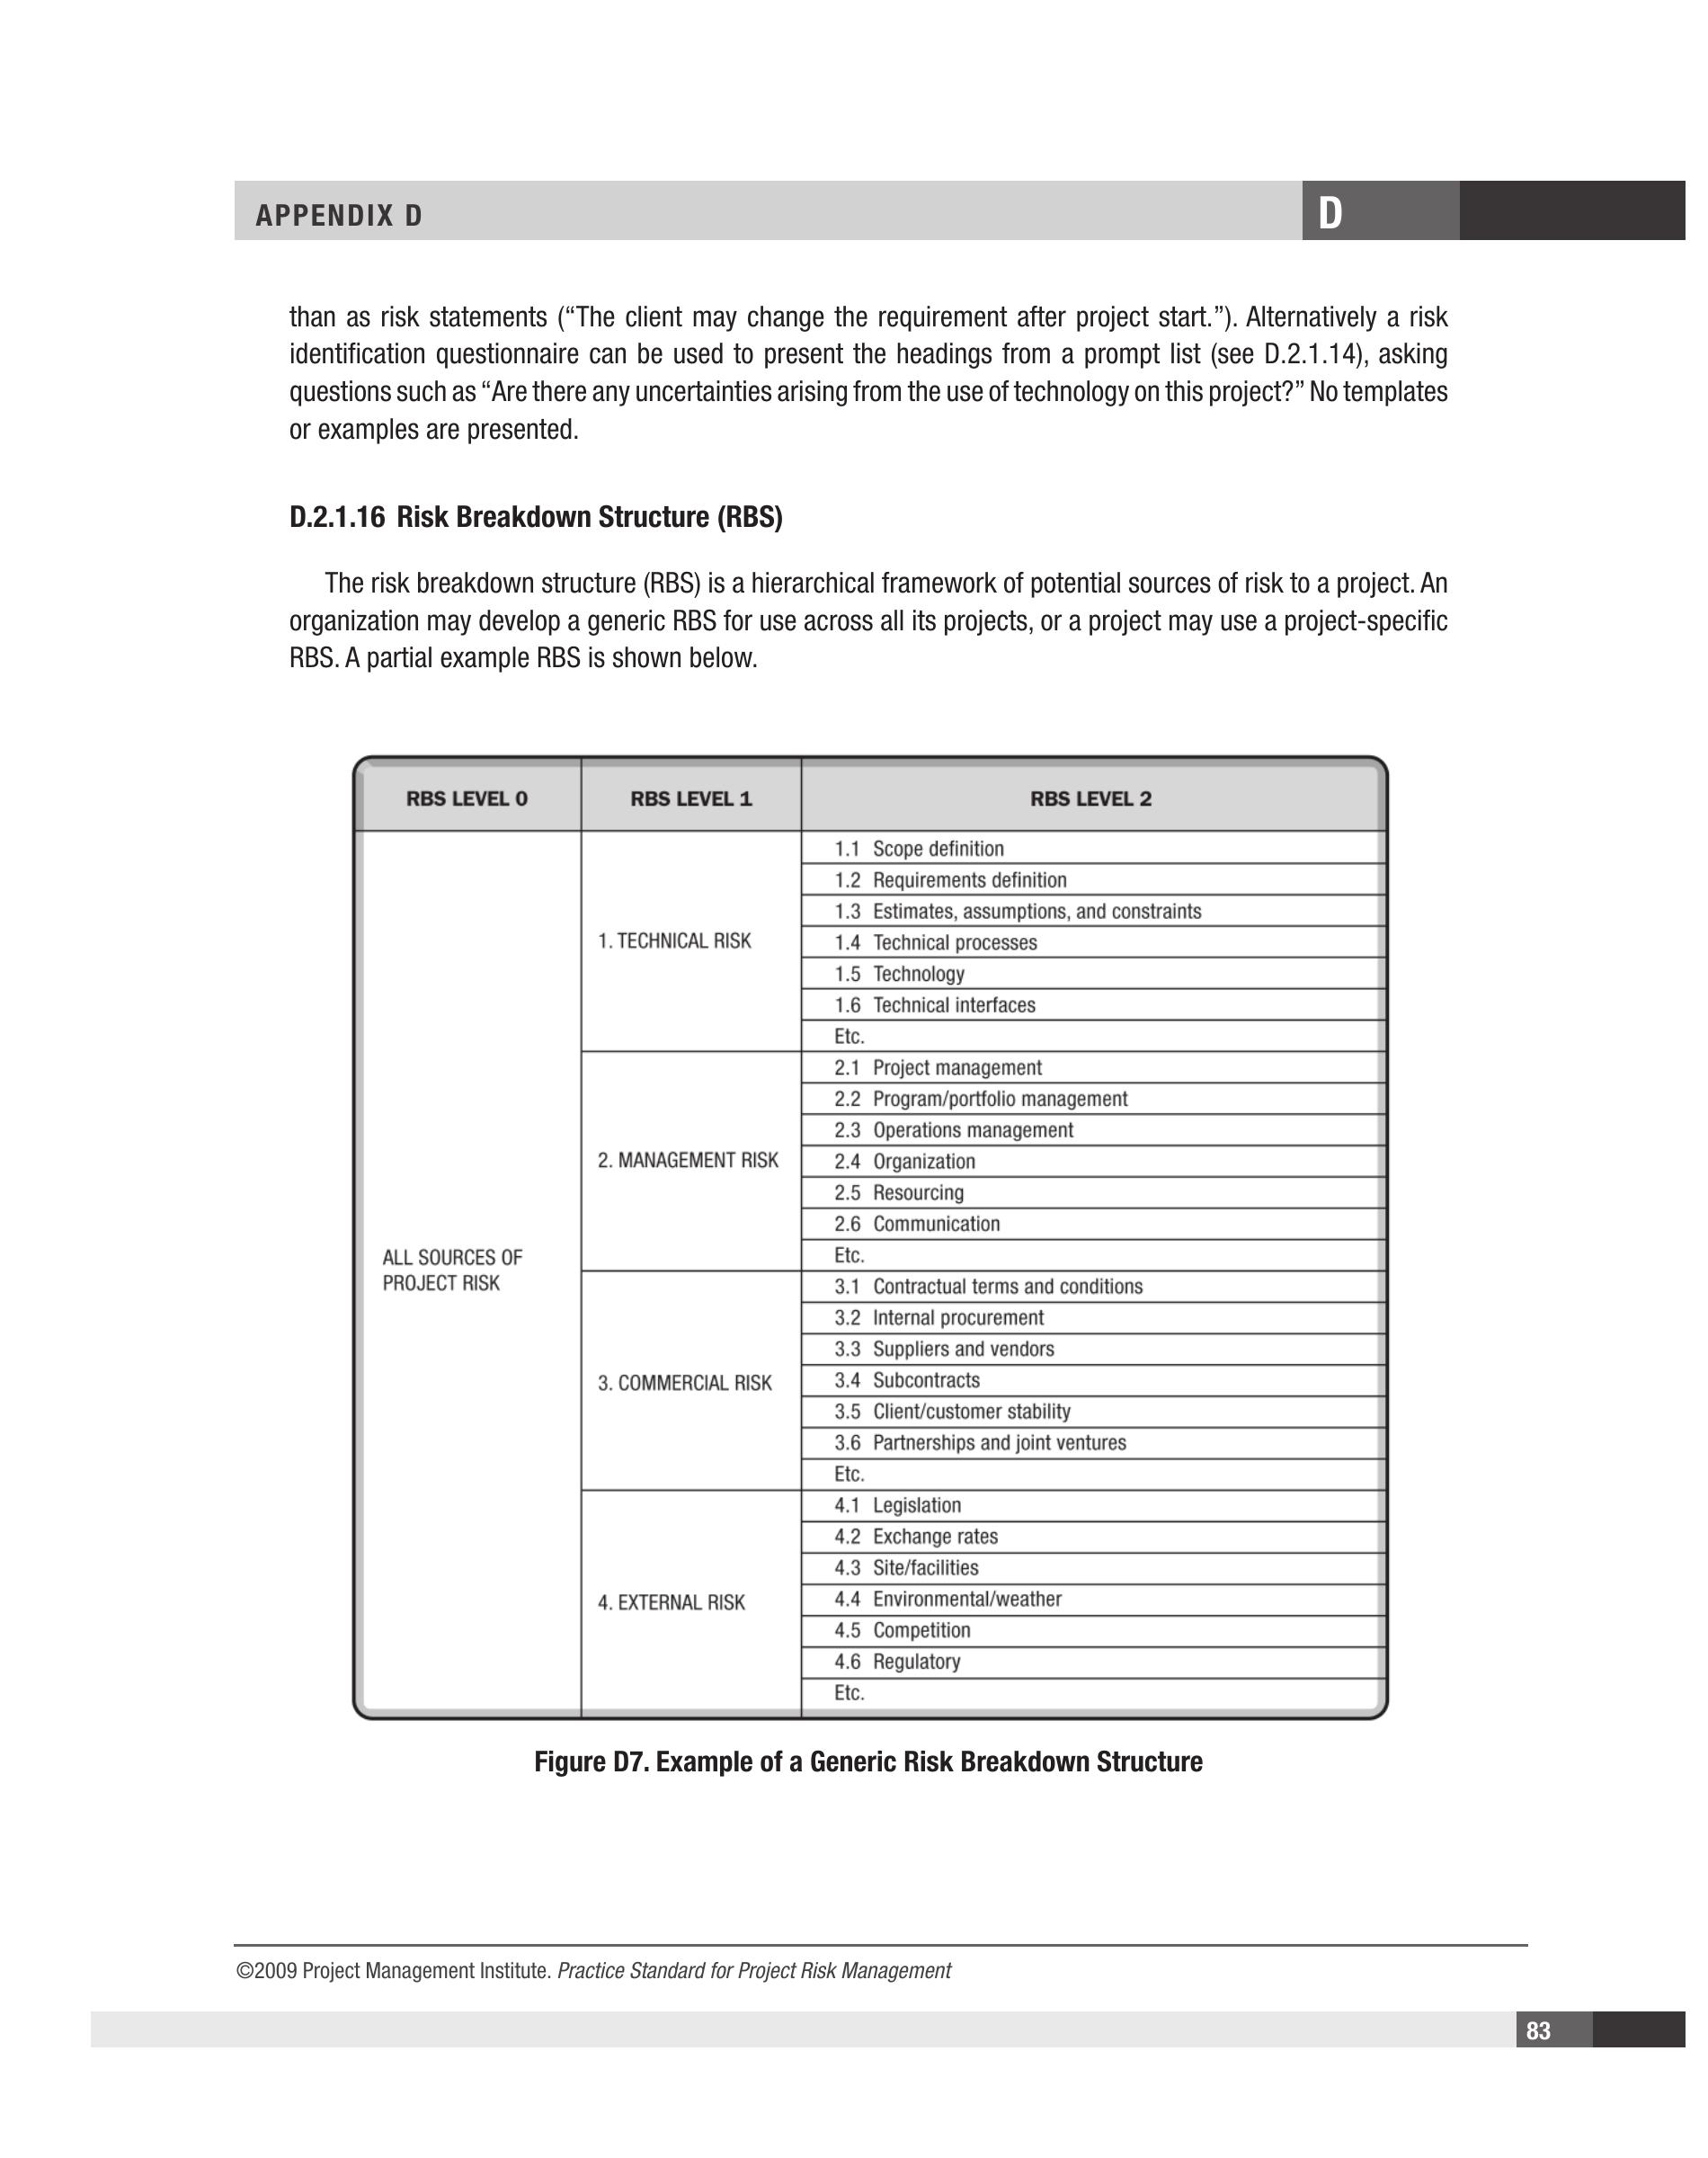 APPENDIX D
D
than as risk statements (“The client may change the requirement after project start.”). Alternatively a risk
identification questionnaire can be used to present the headings from a prompt list (see D.2.1.14), asking
questions such as “Are there any uncertainties arising from the use of technology on this project?” No templates
or examples are presented.
D.2.1.16 Risk Breakdown Structure (RBS)
The risk breakdown structure (RBS) is a hierarchical framework of potential sources of risk to a project. An
organization may develop a generic RBS for use across all its projects, or a project may use a project-specific
RBS. A partial example RBS is shown below.
RBS LEVEL 0 RBS LEVEL 1 RBS LEVEL 2
ALL SOURCES OF
PROJECT RISK
1. TECHNICAL RISK
1.1 Scope definition
1.2 Requirements definition
1.3 Estimates, assumptions, and constraints
1.4 Technical processes
1.5 Technology
1.6 Technical interfaces
Etc.
2. MANAGEMENT RISK
2.1 Project management
2.2 Program/portfolio management
2.3 Operations management
2.4 Organization
2.5 Resourcing
2.6 Communication
Etc.
3. COMMERCIAL RISK
3.1 Contractual terms and conditions
3.2 Internal procurement
3.3 Suppliers and vendors
3.4 Subcontracts
3.5 Client/customer stability
3.6 Partnerships and joint ventures
Etc.
4. EXTERNAL RISK
4.1 Legislation
4.2 Exchange rates
4.3 Site/facilities
4.4 Environmental/weather
4.5 Competition
4.6 Regulatory
Etc.
Figure D7. Example of a Generic Risk Breakdown Structure
©2009 Project Management Institute. Practice Standard for Project Risk Management
83